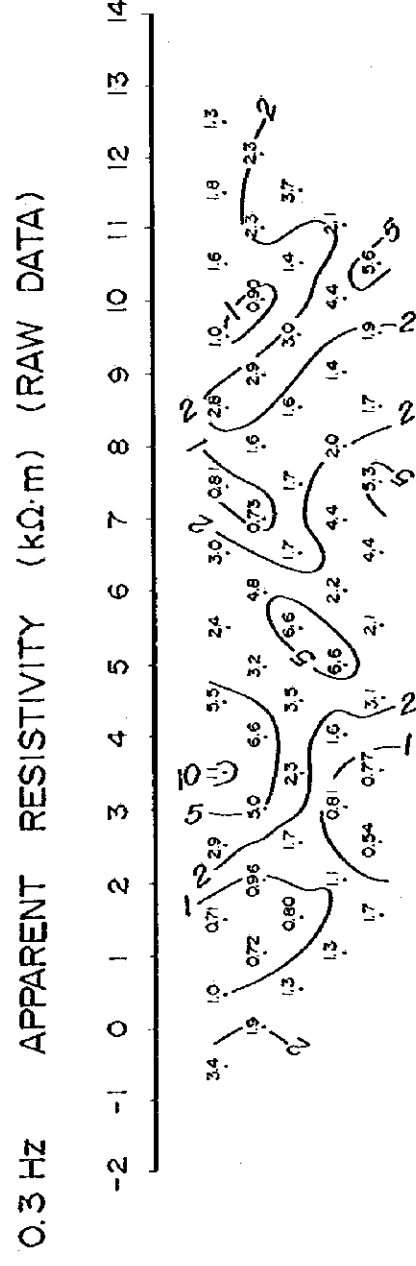 0.3 Hz APPARENT RESISTIVITY (kΩ·m) (RAW DATA)
-2 -1 0 1 2 3 4 5 6 7 8 9 10 11 12 13 14
1 2 5 10 2 1 2
3.4 1.0 0.71 2.9 11 5.5 2.4 3.0 0.81 2.8 1.0 1.6 1.8 1.3
1
1.9 0.72 0.96 5.0 6.6 3.2 4.8 0.73 1.6 2.9 0.90 2.3 2.3 2
2 1.3 0.80 1.7 2.3 3.5 5 6.6 1.7 1.7 1.6 3.0 1.4 3.7
1.3 1.1 0.81 1.6 6.6 2.2 4.4 2.0 1.4 4.4 2.1
1.7 0.54 0.77 3.1 2.1 4.4 5.3 1.7 1.9 5.6
1 2 5 2 2 5